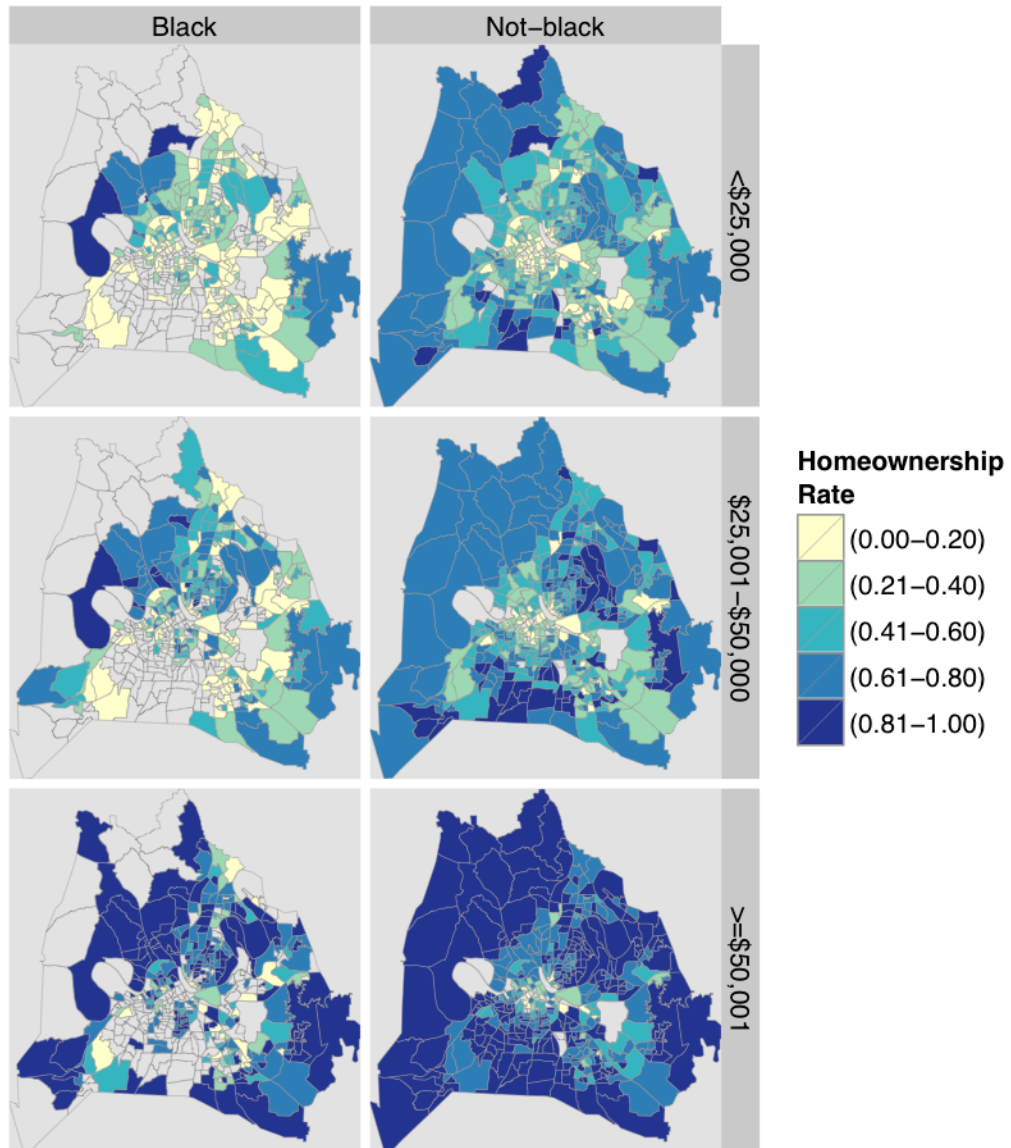 Black
Not−black
<$25,000
$25,001−$50,000
>=$50,001
Homeownership
Rate
(0.00−0.20)
(0.21−0.40)
(0.41−0.60)
(0.61−0.80)
(0.81−1.00)